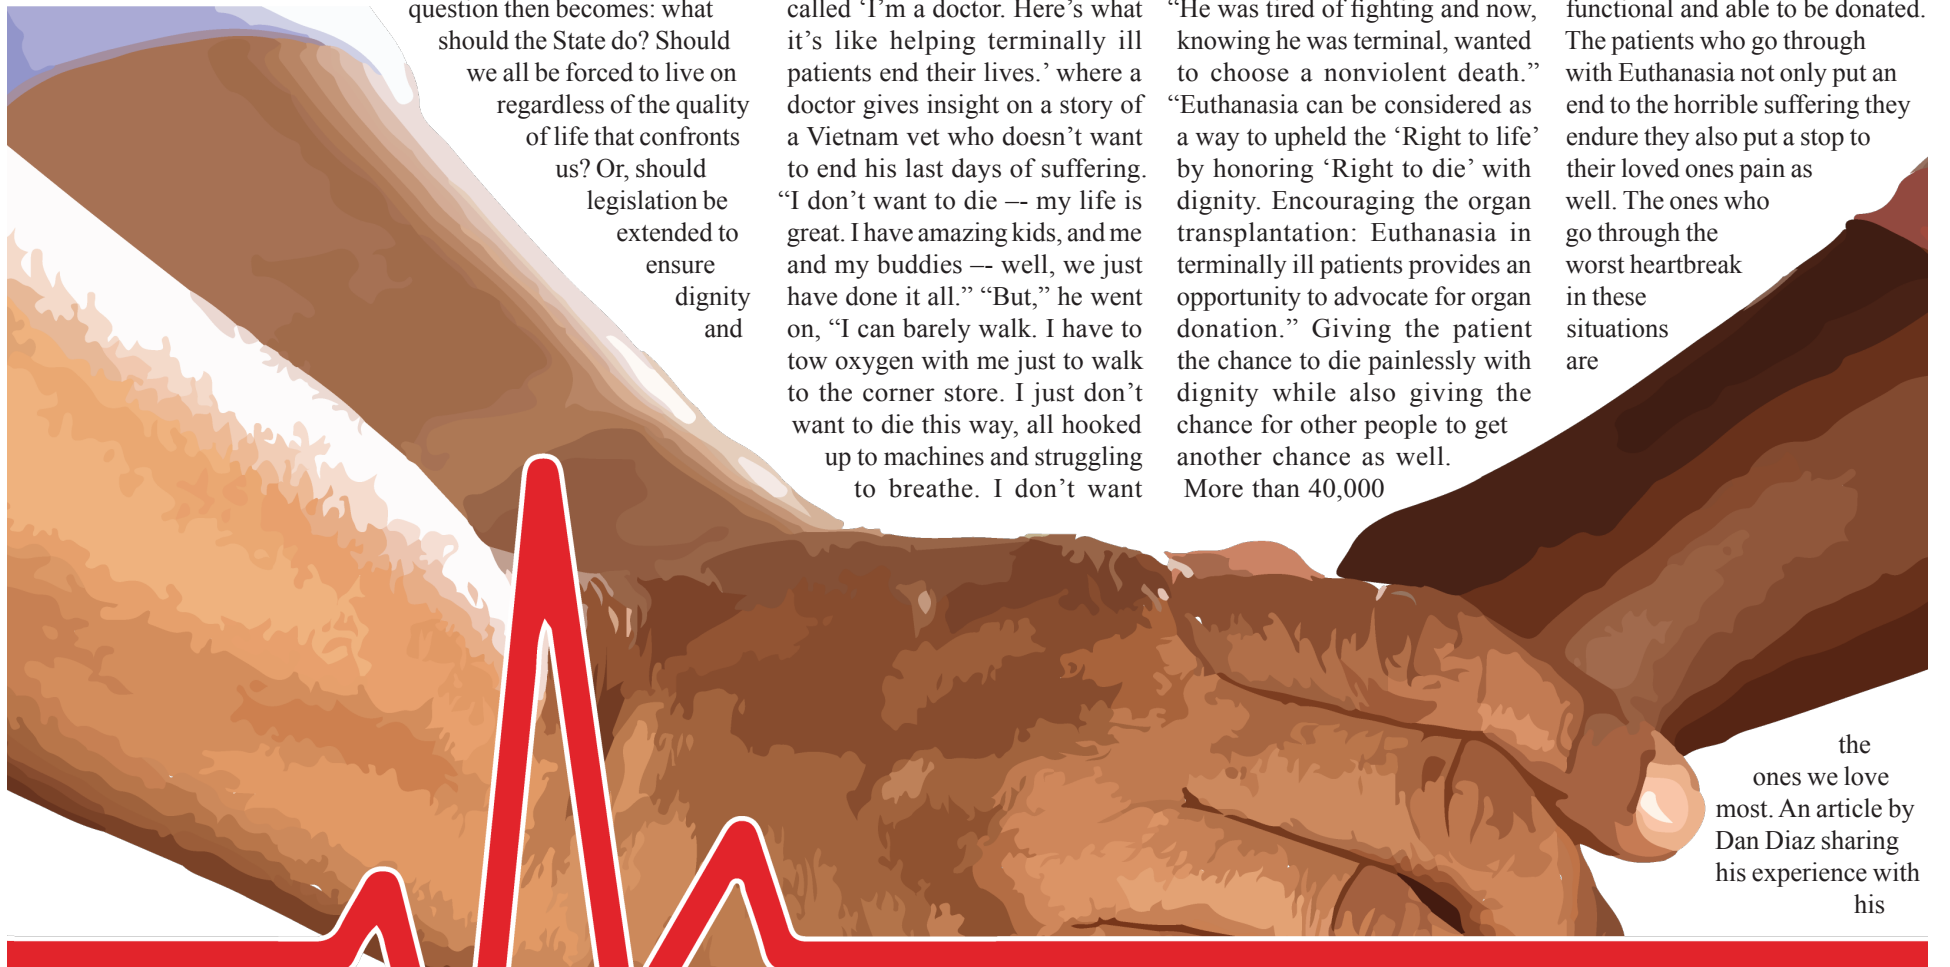 question then becomes: what
should the State do? Should
we all be forced to live on
regardless of the quality
of life that confronts
us? Or, should
legislation be
extended to
ensure
dignity
and
called ‘I’m a doctor. Here’s what
it’s like helping terminally ill
patients end their lives.’ where a
doctor gives insight on a story of
a Vietnam vet who doesn’t want
to end his last days of suffering.
“I don’t want to die –- my life is
great. I have amazing kids, and me
and my buddies –- well, we just
have done it all.” “But,” he went
on, “I can barely walk. I have to
tow oxygen with me just to walk
to the corner store. I just don’t
want to die this way, all hooked
up to machines and struggling
to breathe. I don’t want
“He was tired of fighting and now,
knowing he was terminal, wanted
to choose a nonviolent death.”
“Euthanasia can be considered as
a way to upheld the ‘Right to life’
by honoring ‘Right to die’ with
dignity. Encouraging the organ
transplantation: Euthanasia in
terminally ill patients provides an
opportunity to advocate for organ
donation.” Giving the patient
the chance to die painlessly with
dignity while also giving the
chance for other people to get
another chance as well.
More than 40,000
functional and able to be donated.
The patients who go through
with Euthanasia not only put an
end to the horrible suffering they
endure they also put a stop to
their loved ones pain as
well. The ones who
go through the
worst heartbreak
in these
situations
are
the
ones we love
most. An article by
Dan Diaz sharing
his experience with
his